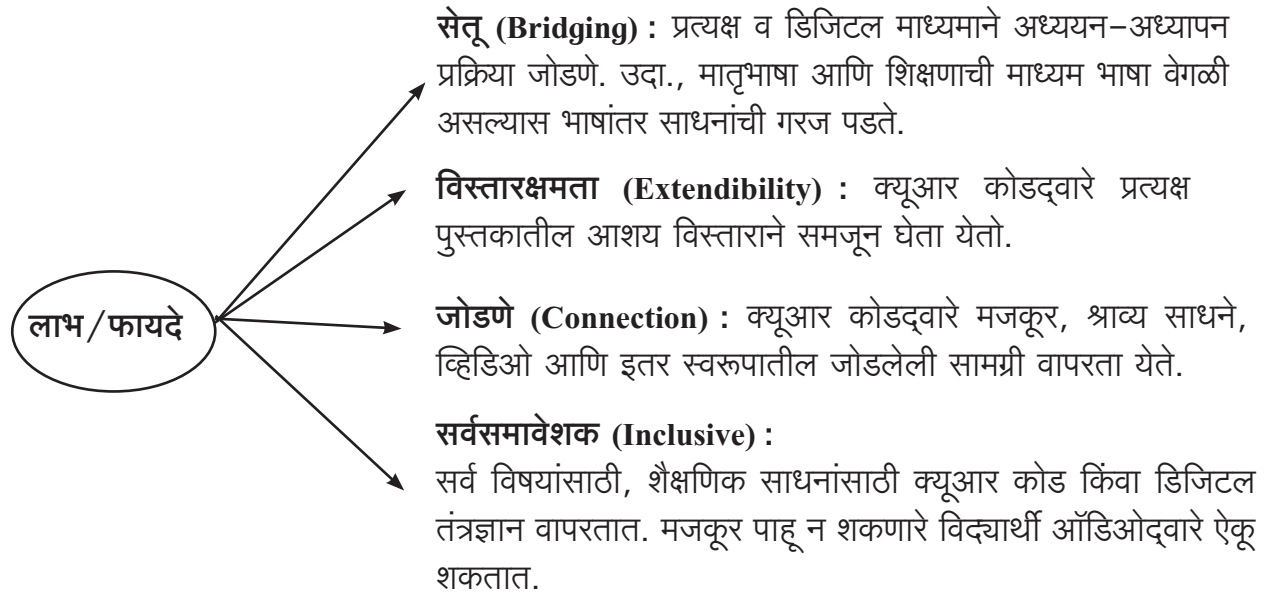 सेतू (Bridging) : प्रत्यक्ष व डिजिटल माध्यमाने अध्ययन–अध्यापन
प्रक्रिया जोडणे. उदा., मातृभाषा आणि शिक्षणाची माध्यम भाषा वेगळी
असल्यास भाषांतर साधनांची गरज पडते.
विस्तारक्षमता (Extendibility) : क्यूआर कोडद्‌वारे प्रत्यक्ष
पुस्तकातील आशय विस्ताराने समजून घेता येतो.
लाभ/फायदे
जोडणे (Connection) : क्यूआर कोडद्‌वारे मजकूर, श्राव्य साधने,
व्हिडिओ आणि इतर स्वरूपातील जोडलेली सामग्री वापरता येते.
सर्वसमावेशक (Inclusive) :
सर्व विषयांसाठी, शैक्षणिक साधनांसाठी क्यूआर कोड किंवा डिजिटल
तंत्रज्ञान वापरतात. मजकूर पाहू न शकणारे विद्यार्थी ऑडिओद्‌वारे ऐकू
शकतात.